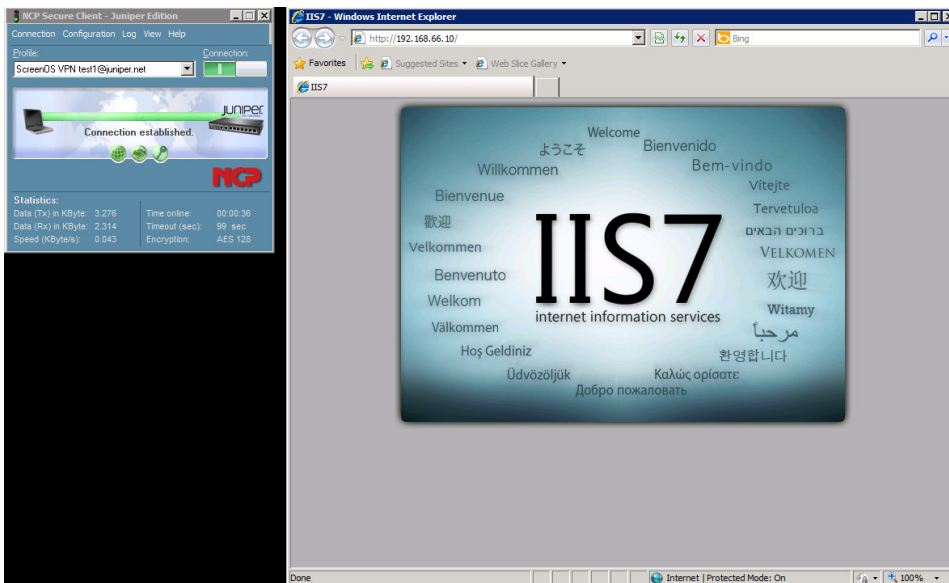 NCP Secure Client - Juniper Edition
Connection Configuration Log View Help
Profile:
Connection:
ScreenOS VPN test1@juniper.net
JUNIPER
Connection established.
NCP
Statistics:
Data (Tx) in KByte: 3.276
Time online: 00:00:36
Data (Rx) in KByte: 2.314
Timeout (sec): 99 sec
Speed (KByte/s): 0.043
Encryption: AES 128
IIS7 - Windows Internet Explorer
http://192.168.66.10/
Bing
Favorites
Suggested Sites
Web Slice Gallery
IIS7
Welcome
ようこそ
Bienvenido
Willkommen
Bem-vindo
Bienvenue
Vítejte
歡迎
Tervetuloa
ברוכים הבאים
Velkommen
VELKOMEN
Benvenuto
欢迎
Welkom
Witamy
Välkommen
مرحباً
Hoş Geldiniz
환영합니다
Üdvözöljük
Καλώς ορίσατε
Добро пожаловать
IIS7
internet information services
Done
Internet | Protected Mode: On
100%